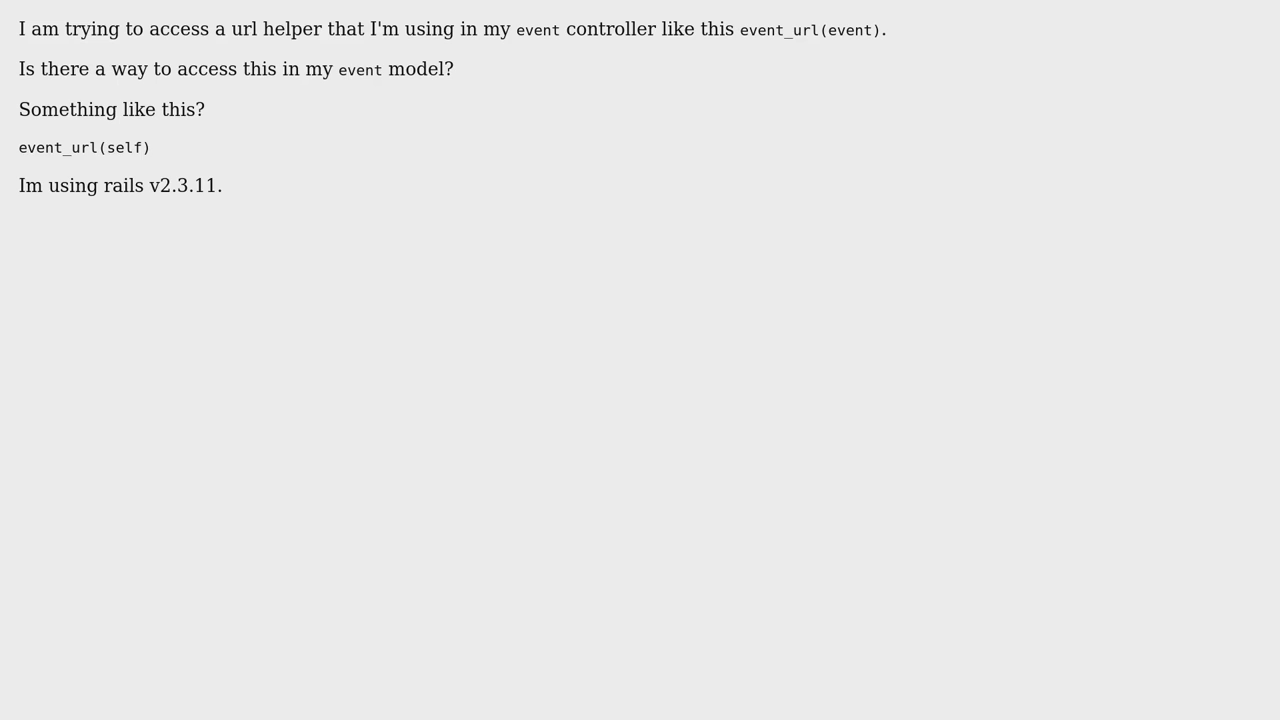 I am trying to access a url helper that I'm using in my event controller like this event_url(event).
Is there a way to access this in my event model?
Something like this?
event_url(self)
Im using rails v2.3.11.